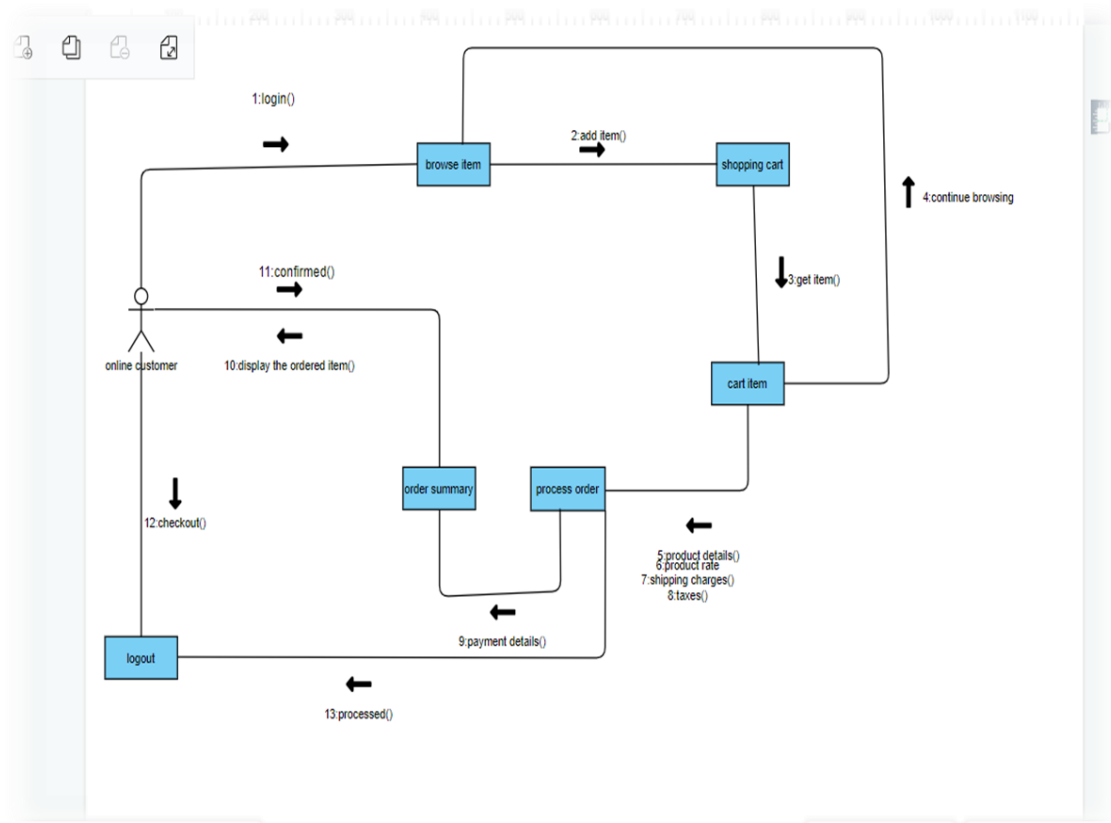 1:login()
browse item
2:add item()
shopping cart
4:continue browsing
3:get item()
11:confirmed()
10:display the ordered item()
online customer
cart item
order summary
process order
12:checkout()
5:product details()
6:product rate
7:shipping charges()
8:taxes()
9:payment details()
logout
13:processed()